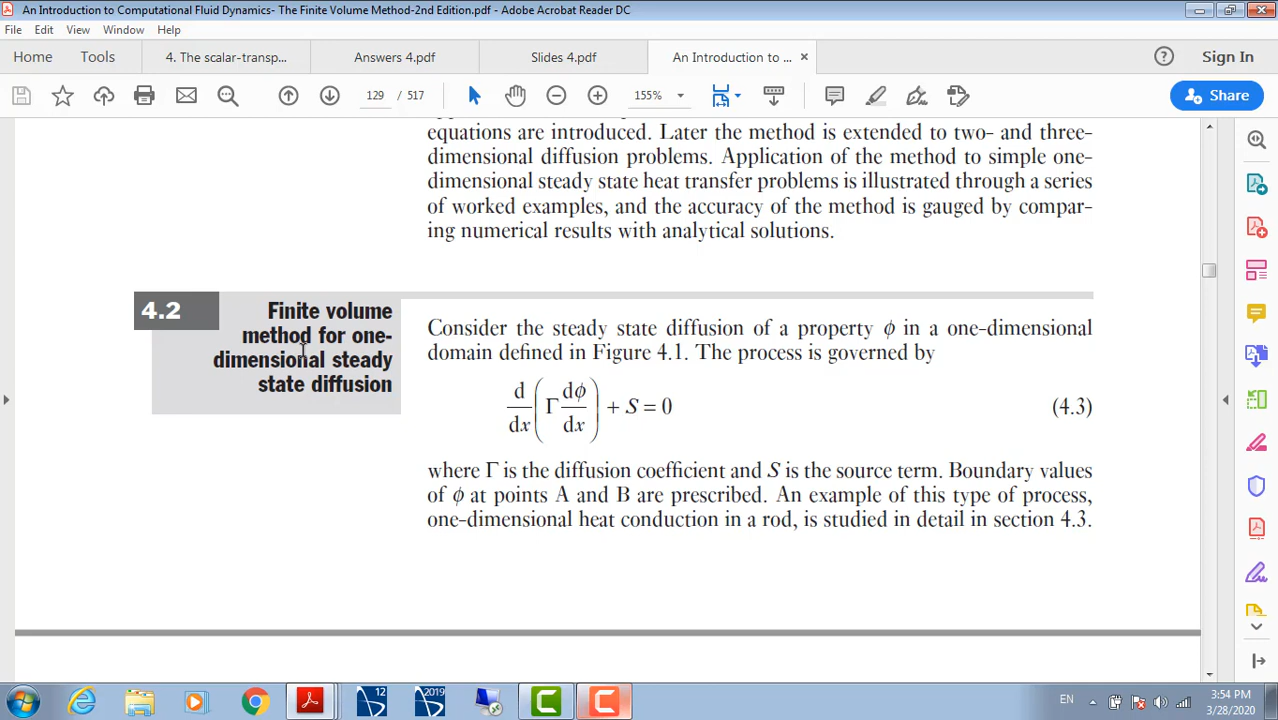 An Introduction to Computational Fluid Dynamics- The Finite Volume Method-2nd Edition.pdf - Adobe Acrobat Reader DC
File Edit View Window Help
Home Tools 4. The scalar-transp... Answers 4.pdf Slides 4.pdf An Introduction to ... × Sign In
129 / 517 155% Share
equations are introduced. Later the method is extended to two- and three-
dimensional diffusion problems. Application of the method to simple one-
dimensional steady state heat transfer problems is illustrated through a series
of worked examples, and the accuracy of the method is gauged by compar-
ing numerical results with analytical solutions.
4.2 Finite volume
method for one-
dimensional steady
state diffusion
Consider the steady state diffusion of a property ϕ in a one-dimensional
domain defined in Figure 4.1. The process is governed by
d/dx (Γ dϕ/dx) + S = 0 (4.3)
where Γ is the diffusion coefficient and S is the source term. Boundary values
of ϕ at points A and B are prescribed. An example of this type of process,
one-dimensional heat conduction in a rod, is studied in detail in section 4.3.
12 2019 EN 3:54 PM
3/28/2020